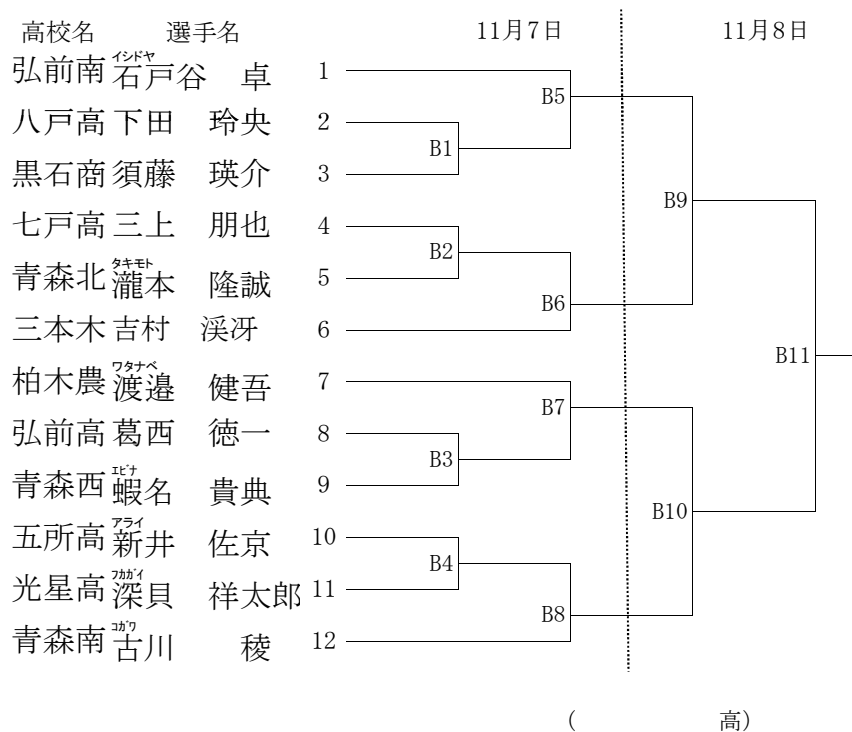 高校名 選手名 11月7日 11月8日
弘前南 石戸谷 卓 1
イシドヤ
B5
八戸高 下田 玲央 2
B1
黒石商 須藤 瑛介 3
B9
七戸高 三上 朋也 4
B2
青森北 瀧本 隆誠 5
タキモト
B6
三本木 吉村 渓冴 6
B11
柏木農 渡邉 健吾 7
ワタナベ
B7
弘前高 葛西 徳一 8
B3
青森西 蝦名 貴典 9
エビナ
B10
五所高 新井 佐京 10
アライ
B4
光星高 深貝 祥太郎 11
フカガイ
B8
青森南 古川 稜 12
コガワ
( 高)